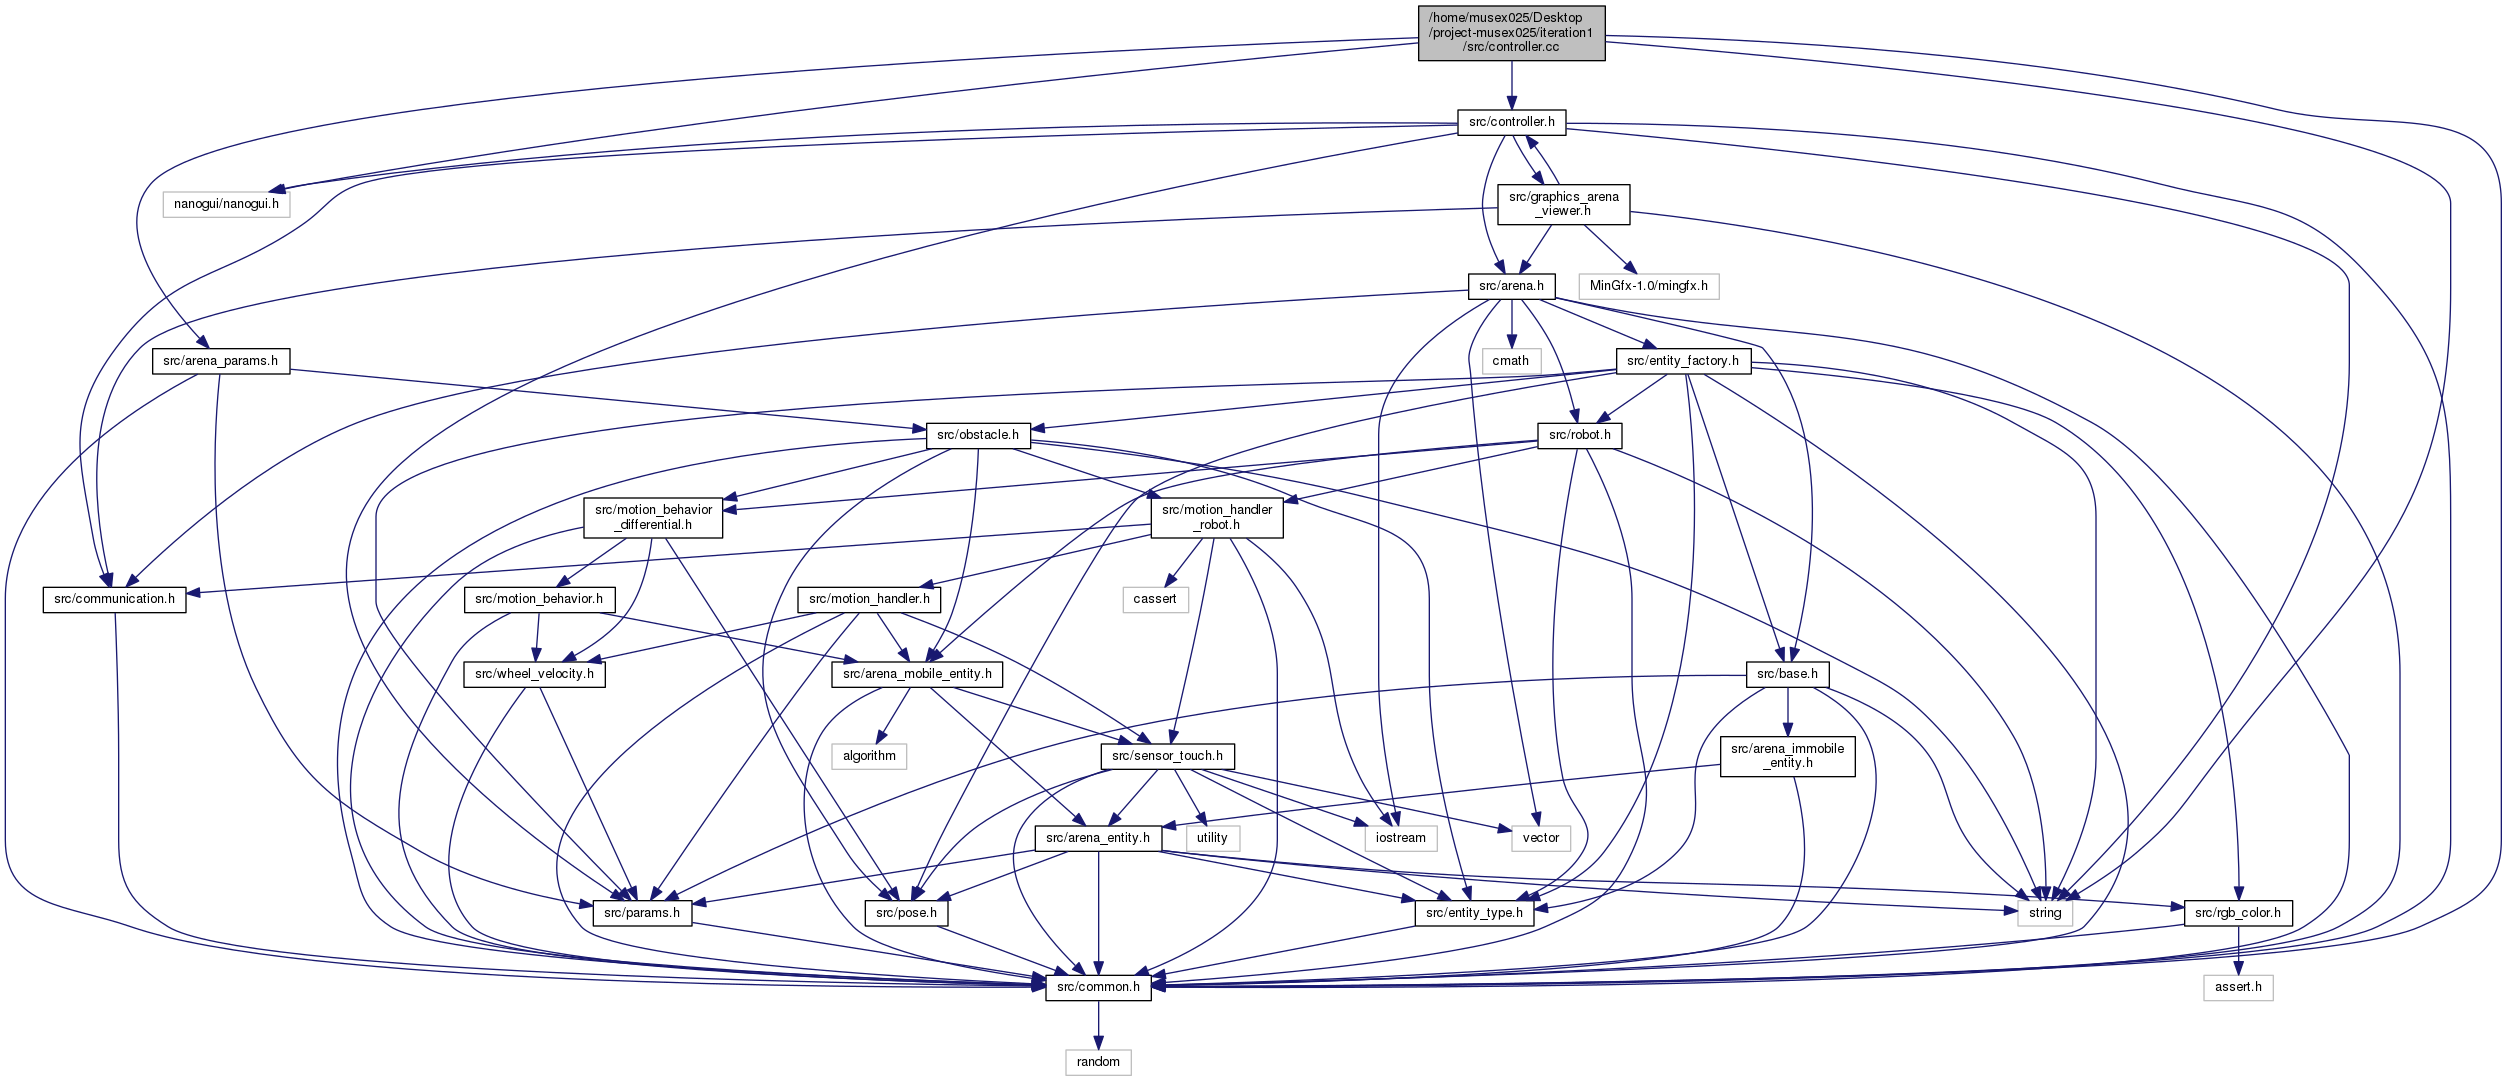 /home/musex025/Desktop
/project-musex025/iteration1
/src/controller.cc
src/controller.h
nanogui/nanogui.h
src/graphics_arena
_viewer.h
src/arena.h
MinGfx-1.0/mingfx.h
src/arena_params.h
cmath
src/entity_factory.h
src/obstacle.h
src/robot.h
src/motion_behavior
_differential.h
src/motion_handler
_robot.h
src/communication.h
src/motion_behavior.h
src/motion_handler.h
cassert
src/wheel_velocity.h
src/arena_mobile_entity.h
src/base.h
algorithm
src/sensor_touch.h
src/arena_immobile
_entity.h
src/arena_entity.h
utility
iostream
vector
src/params.h
src/pose.h
src/entity_type.h
string
src/rgb_color.h
src/common.h
assert.h
random